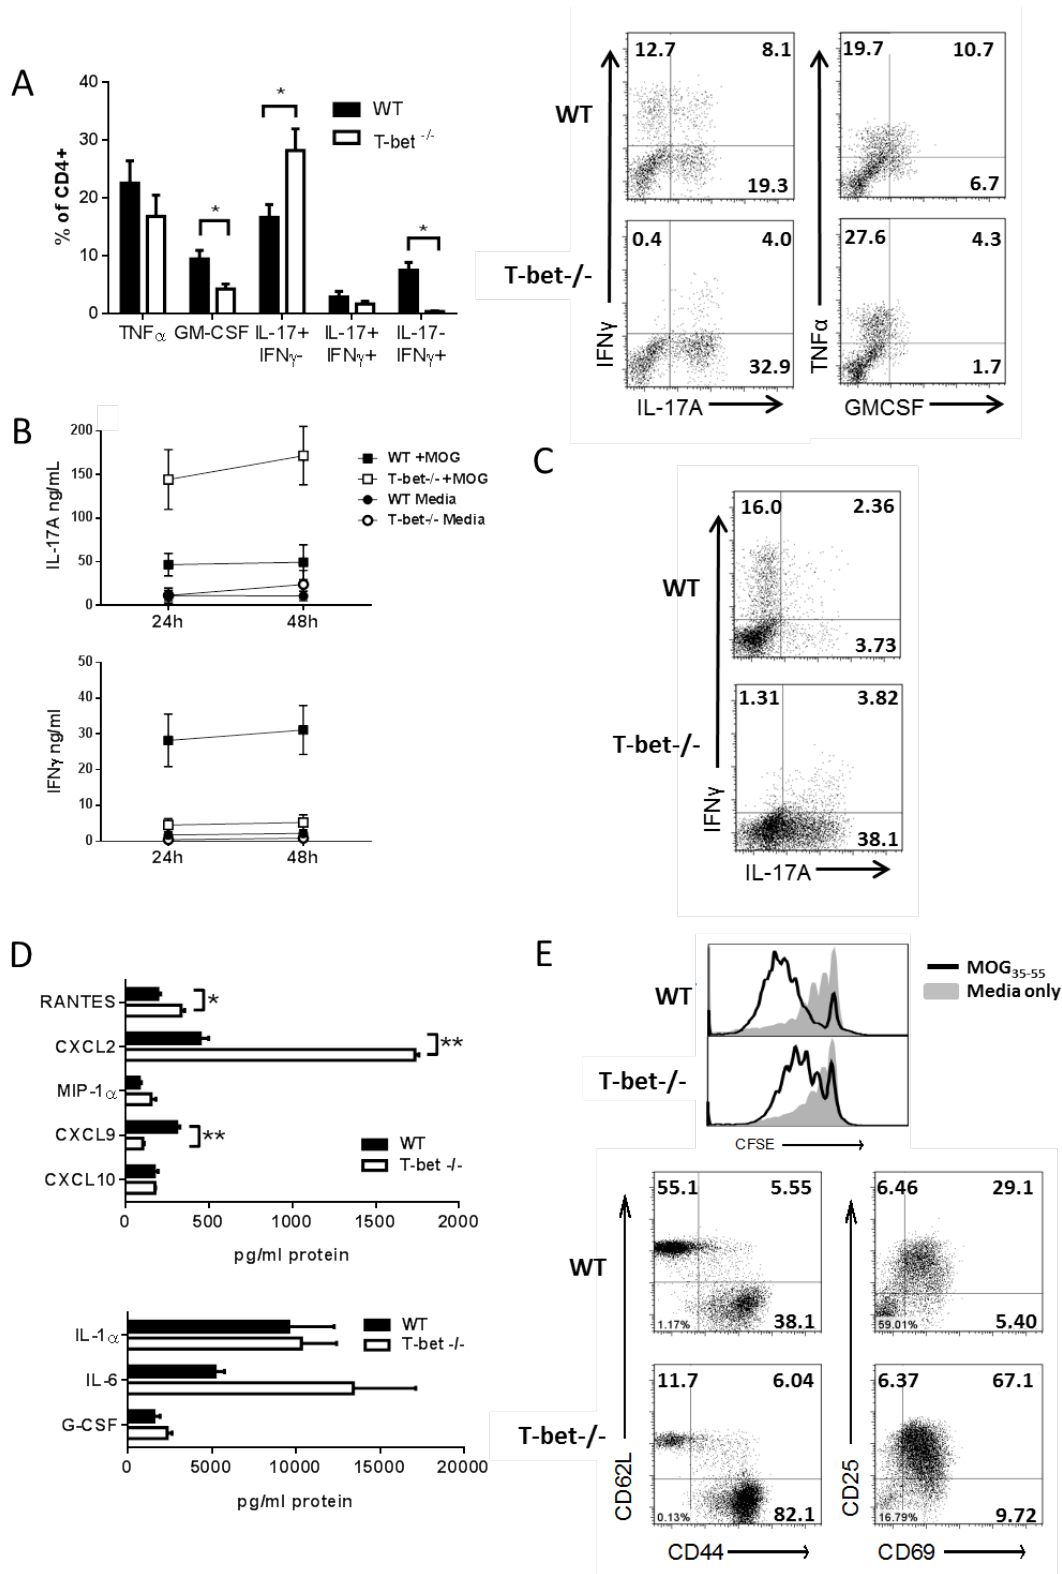 A
40
30
20
10
0
% of CD4+
WT
T-bet -/-
*
*
*
TNFα GM-CSF IL-17+ IL-17+ IL-17-
IFNγ- IFNγ+ IFNγ+
WT
12.7 8.1
19.3
19.7 10.7
6.7
T-bet-/-
0.4 4.0
32.9
27.6 4.3
1.7
IFNγ
IL-17A
TNFα
GMCSF
B
200
150
100
50
0
IL-17A ng/mL
24h 48h
WT +MOG
T-bet-/- +MOG
WT Media
T-bet-/- Media
50
40
30
20
10
0
IFNγ ng/ml
24h 48h
C
WT
16.0 2.36
3.73
T-bet-/-
1.31 3.82
38.1
IFNγ
IL-17A
D
RANTES
CXCL2
MIP-1α
CXCL9
CXCL10
*
**
**
WT
T-bet -/-
0 500 1000 1500 2000
pg/ml protein
IL-1α
IL-6
G-CSF
WT
T-bet -/-
0 5000 10000 15000 20000
pg/ml protein
E
WT
T-bet-/-
MOG35-55
Media only
CFSE
WT
55.1 5.55
1.17% 38.1
6.46 29.1
59.01% 5.40
T-bet-/-
11.7 6.04
0.13% 82.1
6.37 67.1
16.79% 9.72
CD62L
CD44
CD25
CD69